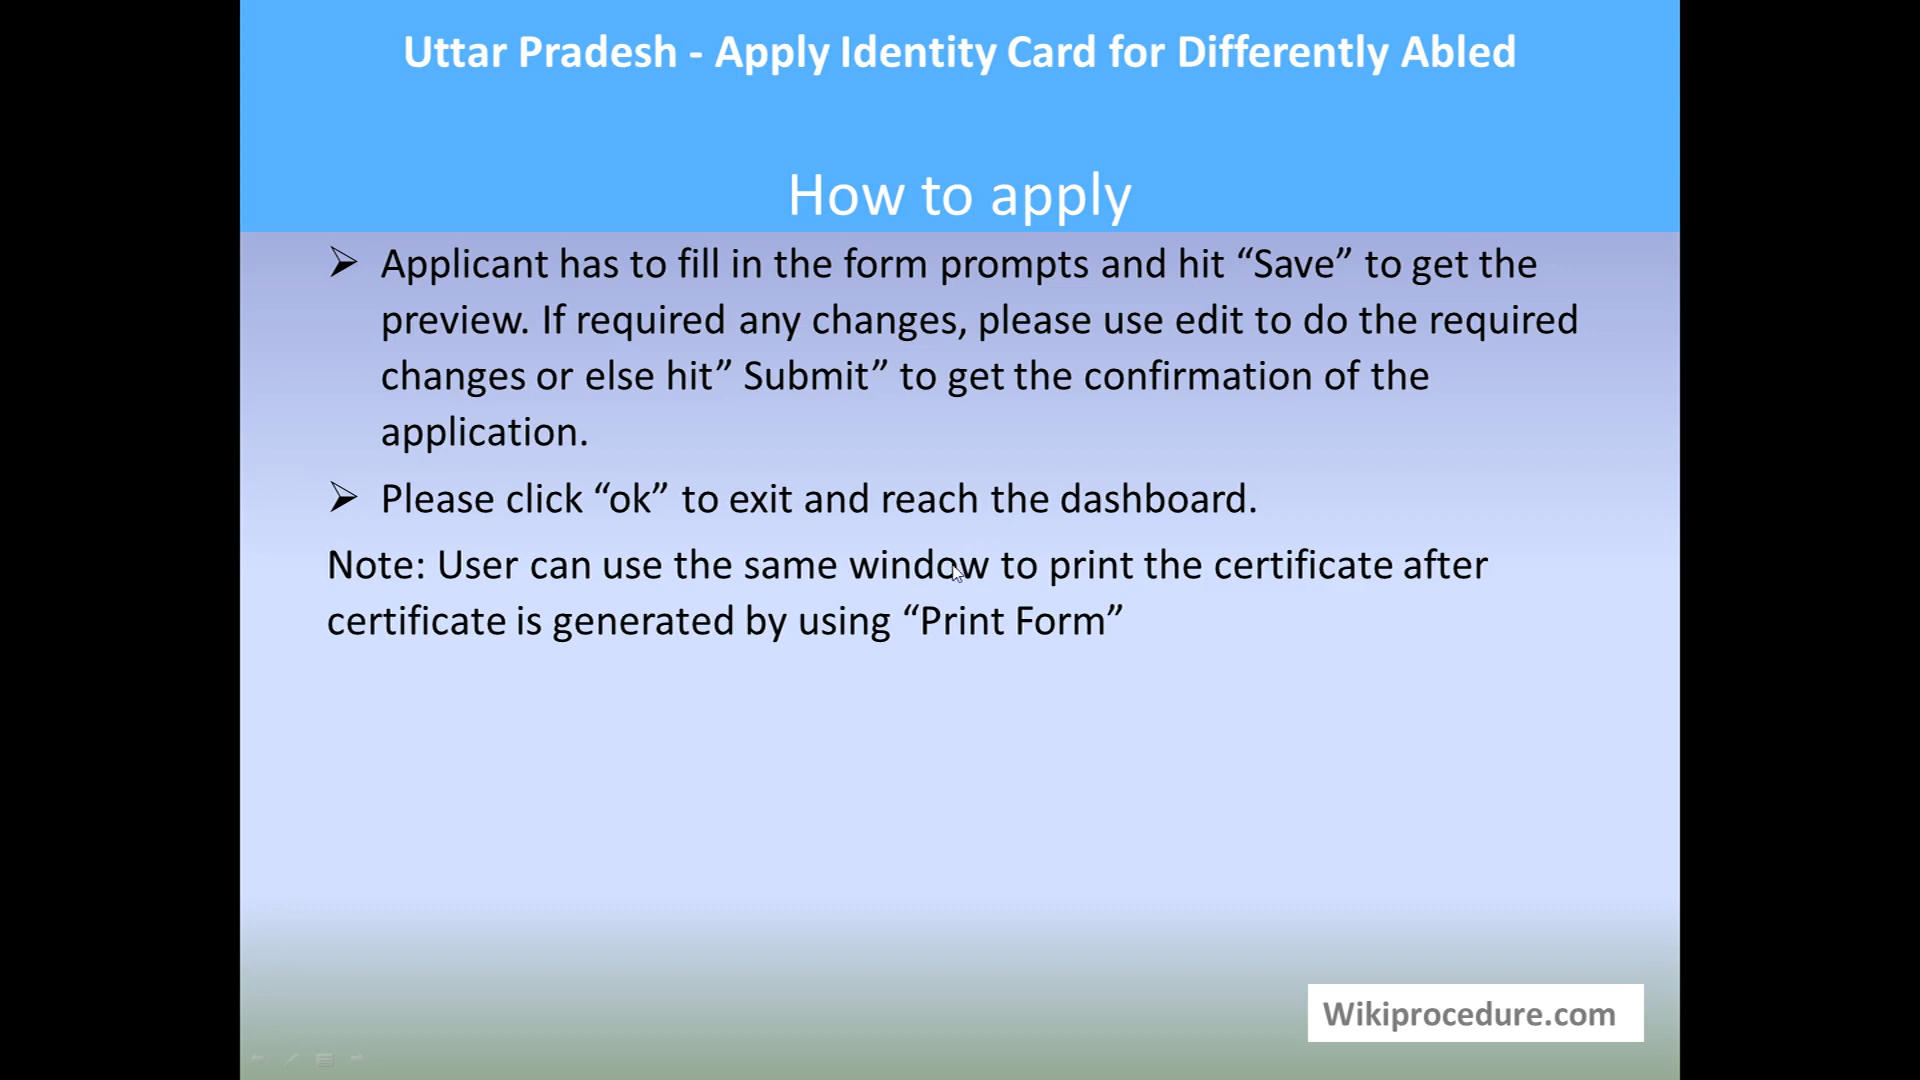 Uttar Pradesh - Apply Identity Card for Differently Abled
How to apply
➢ Applicant has to fill in the form prompts and hit “Save” to get the
preview. If required any changes, please use edit to do the required
changes or else hit” Submit” to get the confirmation of the
application.
➢ Please click “ok” to exit and reach the dashboard.
Note: User can use the same window to print the certificate after
certificate is generated by using “Print Form”
Wikiprocedure.com